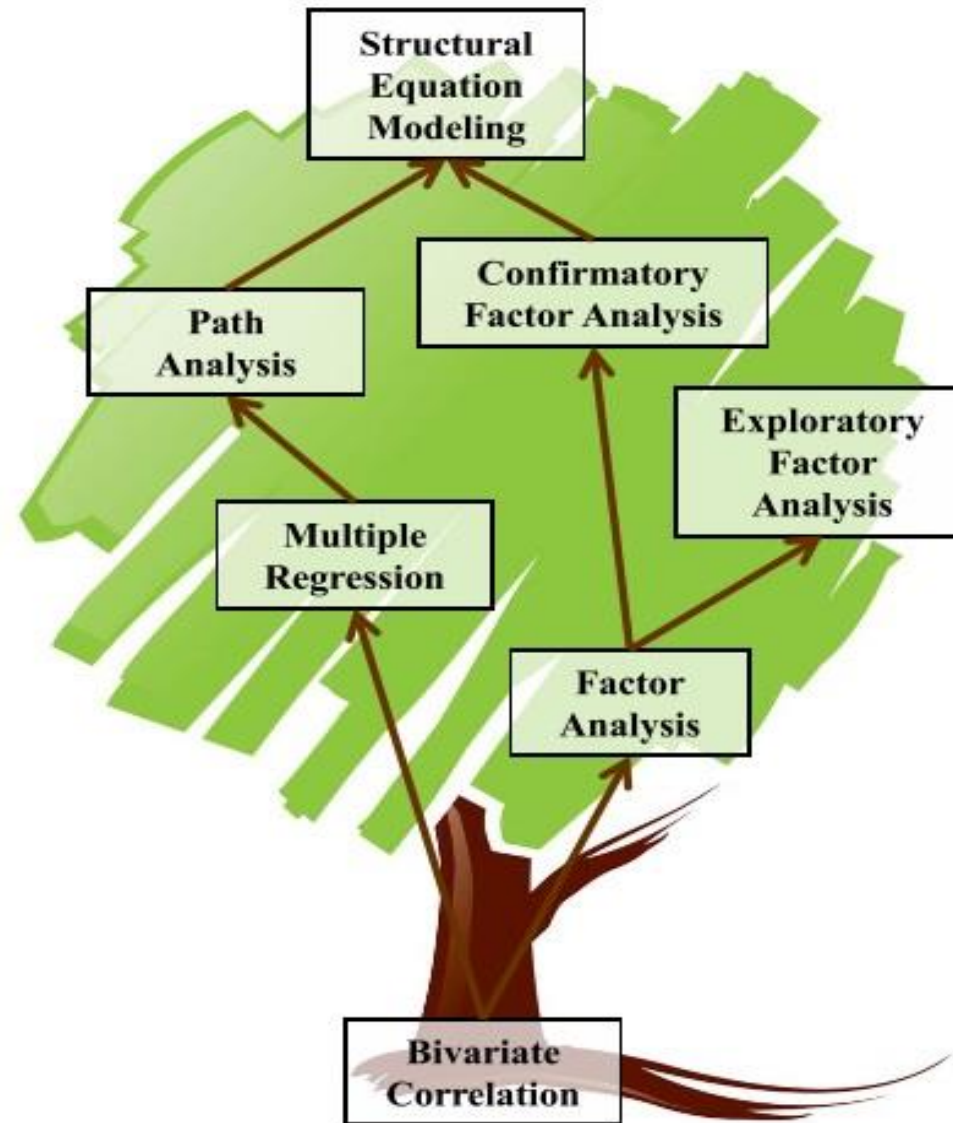 Structural
Equation
Modeling
Confirmatory
Factor Analysis
Path
Analysis
Exploratory
Factor
Analysis
Multiple
Regression
Factor
Analysis
Bivariate
Correlation